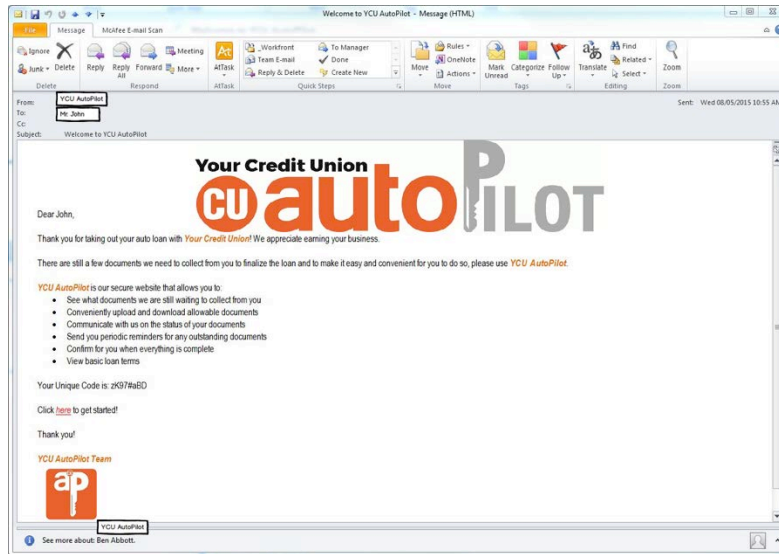 Welcome to YCU AutoPilot - Message (HTML)
File Message McAfee E-mail Scan
Ignore
Junk
Delete
Reply
Reply All
Forward
Meeting
More
AtTask
_Workfront
Team E-mail
Reply & Delete
To Manager
Done
Create New
Move
Rules
OneNote
Actions
Mark Unread
Categorize
Follow Up
Translate
Find
Related
Select
Zoom
Delete Respond AtTask Quick Steps Move Tags Editing Zoom
From: YCU AutoPilot Sent: Wed 08/05/2015 10:55 AM
To: Mr John
Cc:
Subject: Welcome to YCU AutoPilot
Your Credit Union
CU autoPILOT
Dear John,
Thank you for taking out your auto loan with Your Credit Union! We appreciate earning your business.
There are still a few documents we need to collect from you to finalize the loan and to make it easy and convenient for you to do so, please use YCU AutoPilot.
YCU AutoPilot is our secure website that allows you to:
• See what documents we are still waiting to collect from you
• Conveniently upload and download allowable documents
• Communicate with us on the status of your documents
• Send you periodic reminders for any outstanding documents
• Confirm for you when everything is complete
• View basic loan terms
Your Unique Code is: zK97#aBD
Click here to get started!
Thank you!
YCU AutoPilot Team
ap
YCU AutoPilot
See more about: Ben Abbott.